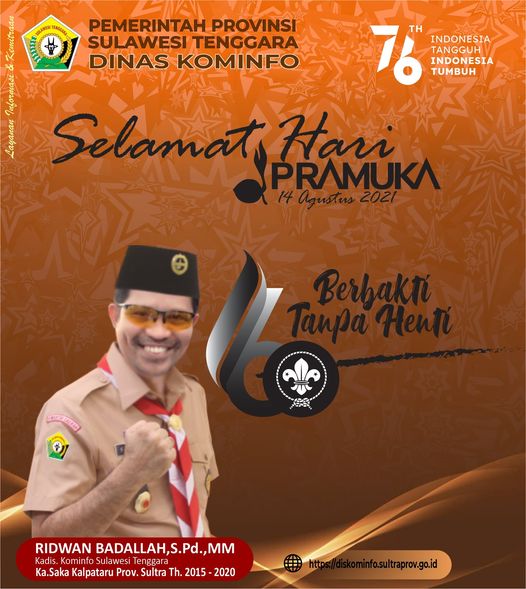 PEMERINTAH PROVINSI
SULAWESI TENGGARA
DINAS KOMINFO
Layanan Informasi & Kemitraan
76TH
INDONESIA
TANGGUH
INDONESIA
TUMBUH
Selamat Hari
PRAMUKA
14 Agustus 2021
60
Berbakti
Tanpa Henti
RIDWAN BADALLAH,S.Pd.,MM
Kadis. Kominfo Sulawesi Tenggara
Ka.Saka Kalpataru Prov. Sultra Th. 2015 - 2020
https://diskominfo.sultraprov.go.id